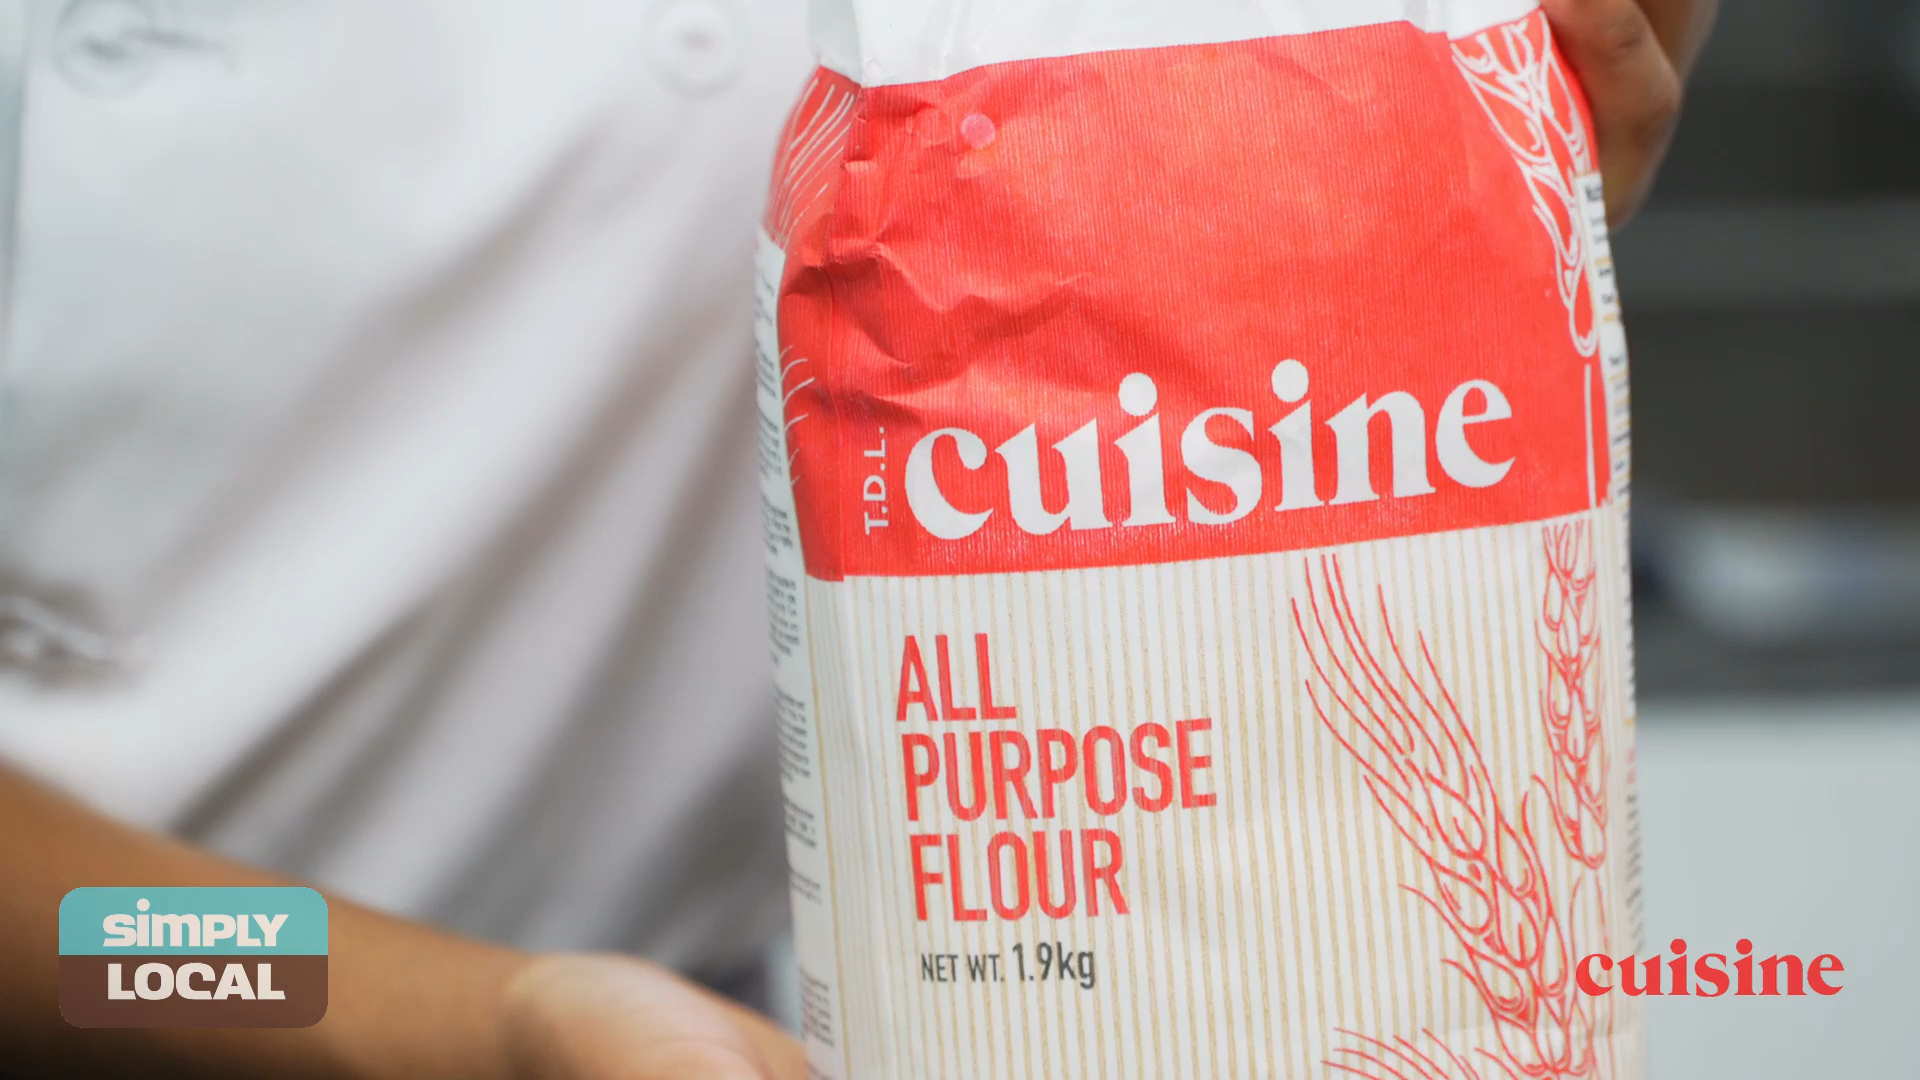 T.D.L.
cuisine
ALL
PURPOSE
FLOUR
NET WT. 1.9kg
SiMPLY
LOCAL
cuisine